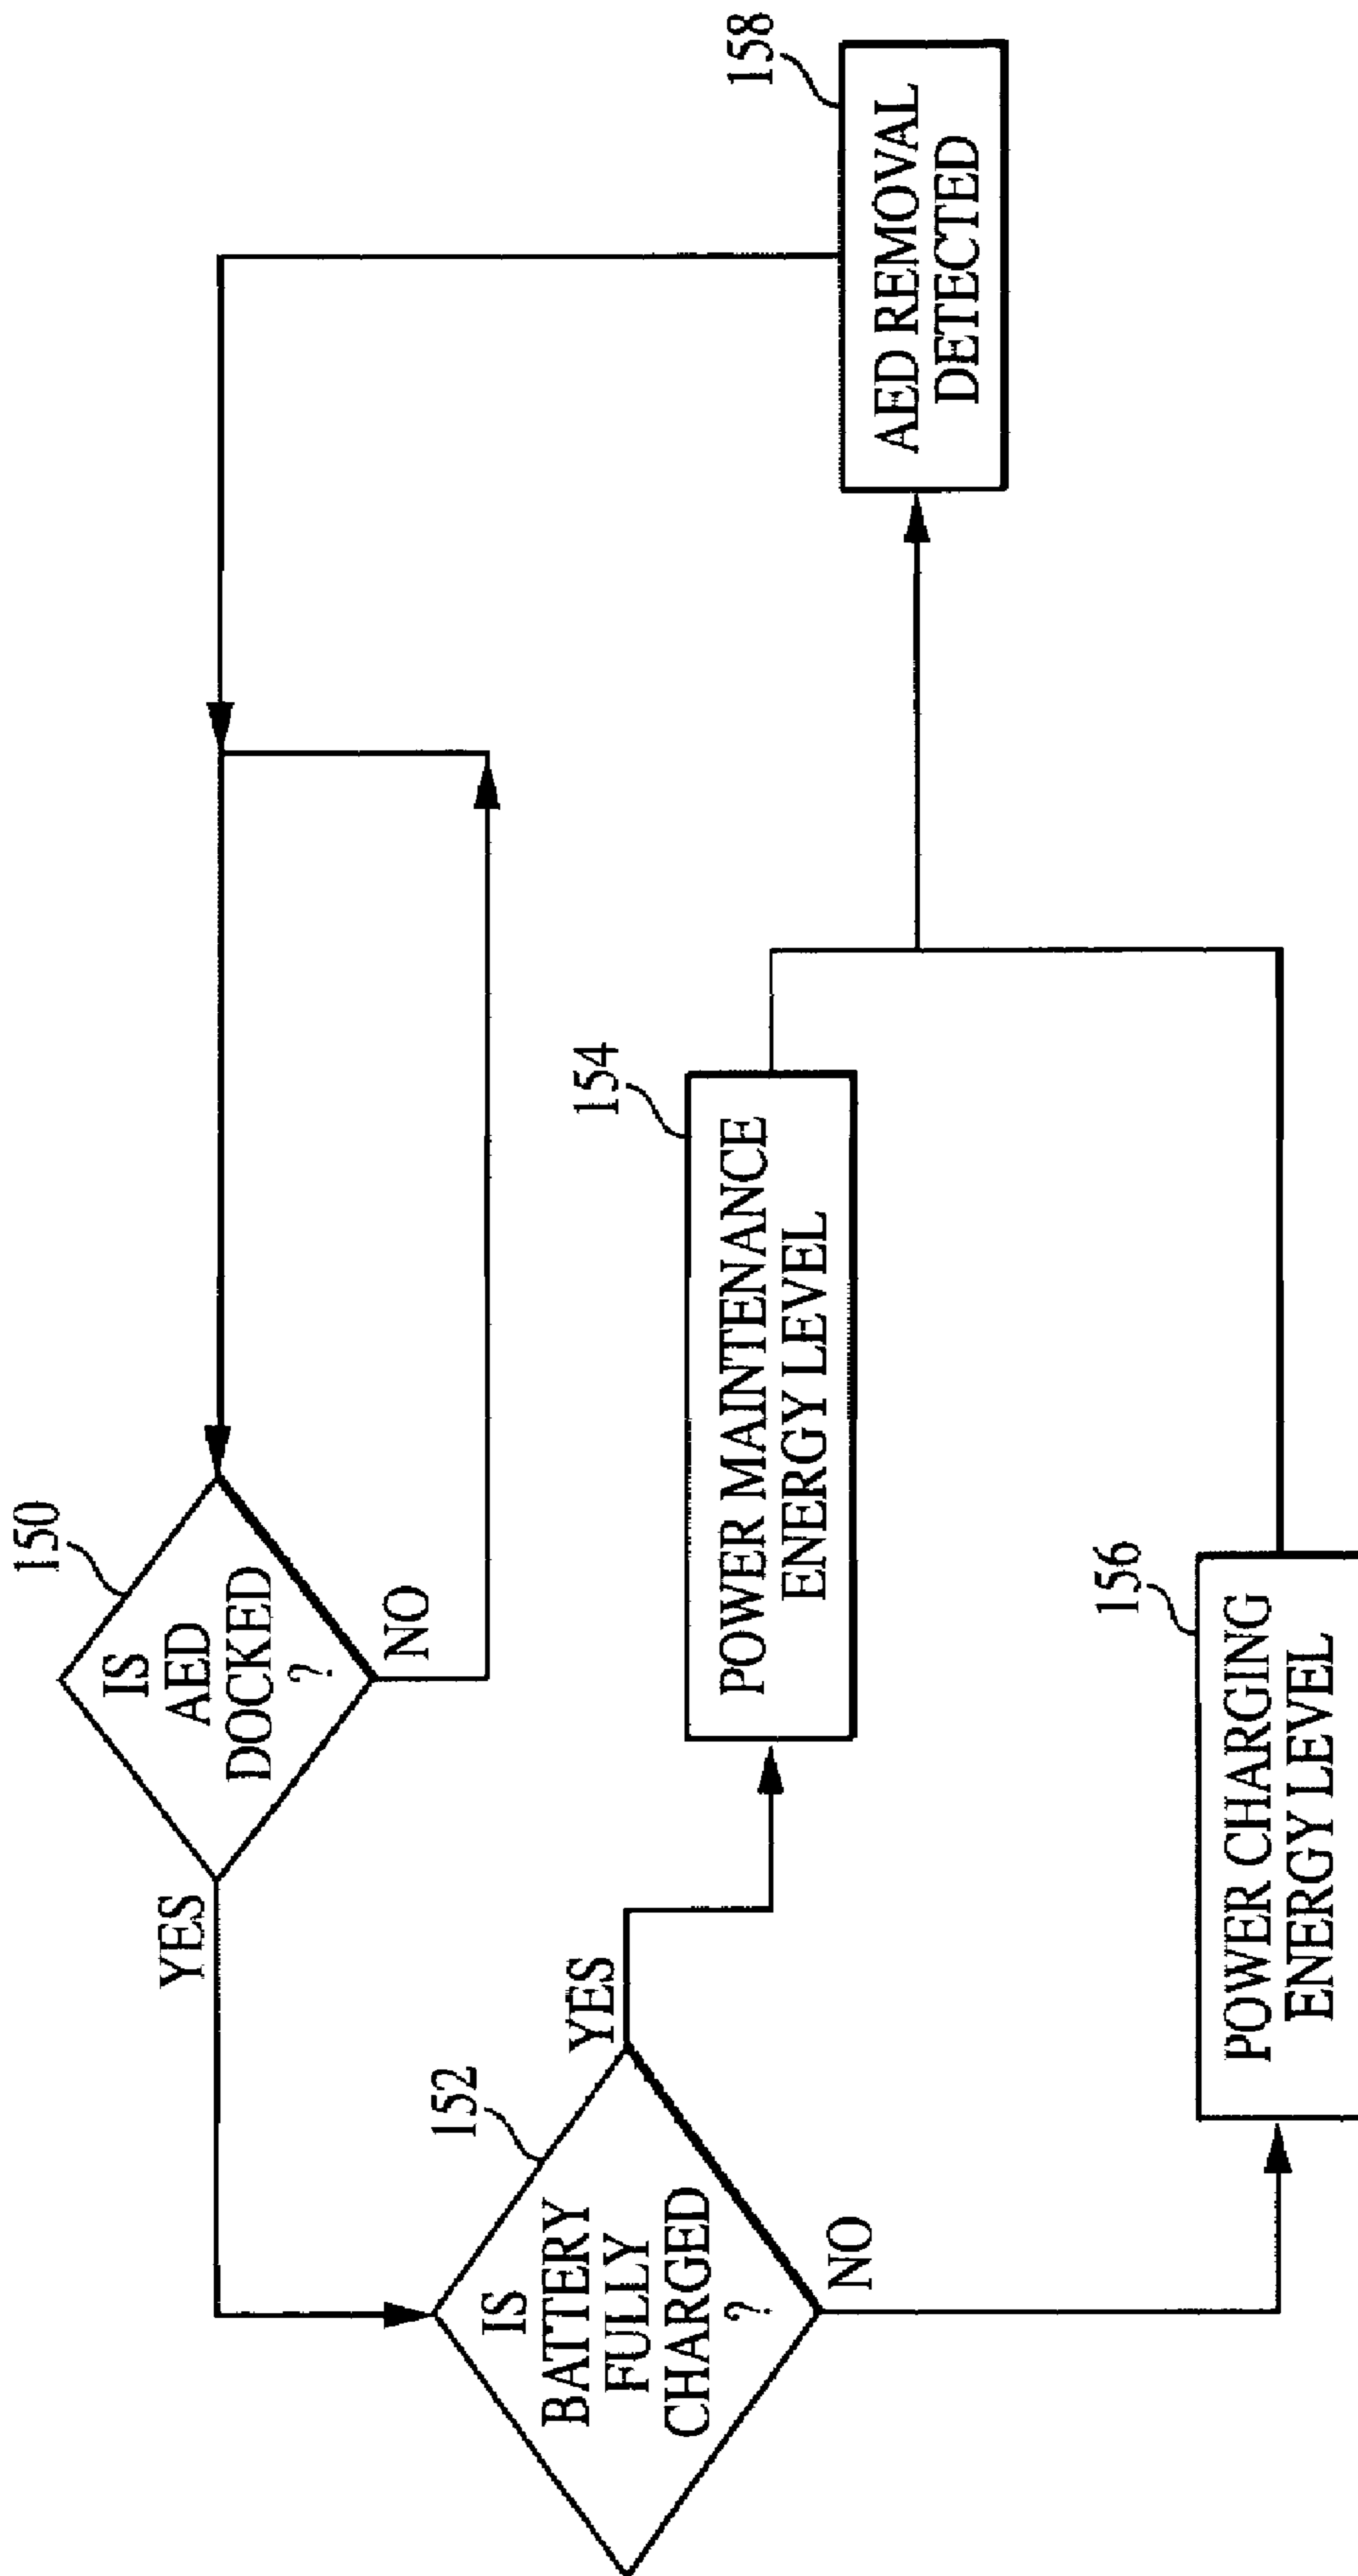 150
IS
AED
DOCKED
?
YES
NO
152
IS
BATTERY
FULLY
CHARGED
?
YES
NO
154
POWER MAINTENANCE
ENERGY LEVEL
156
POWER CHARGING
ENERGY LEVEL
158
AED REMOVAL
DETECTED